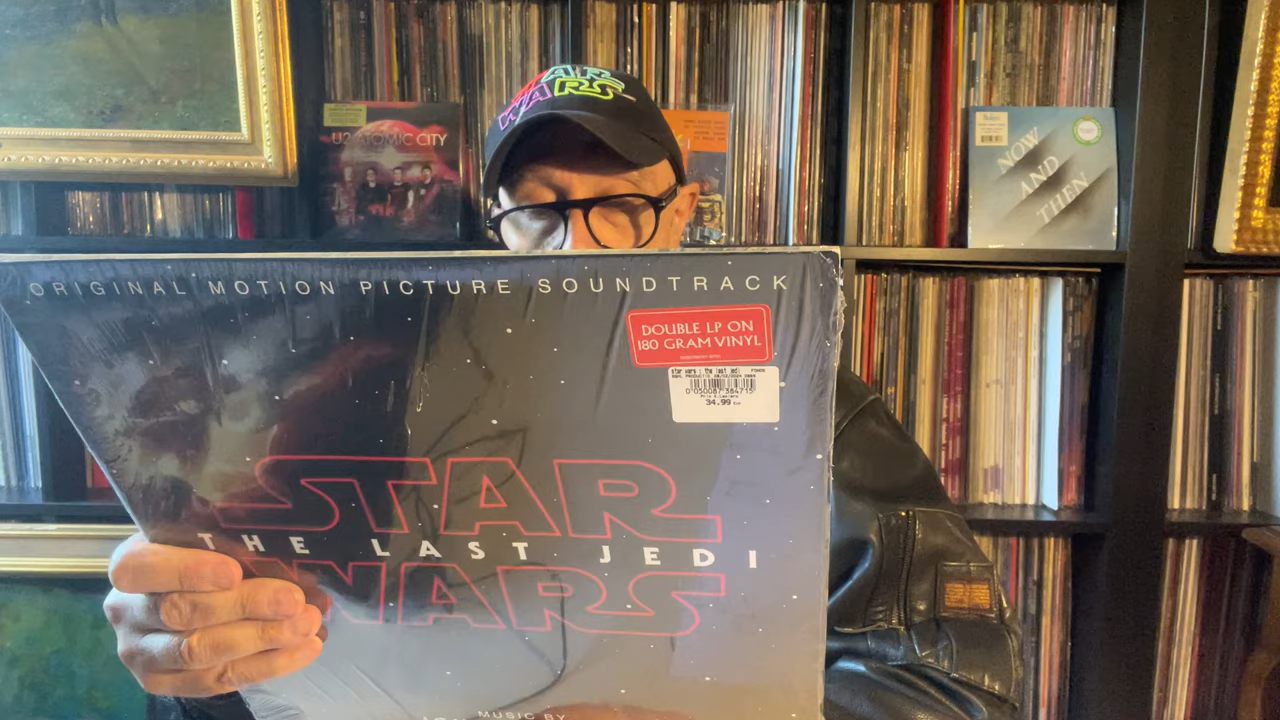 STAR
WARS
U2 ATOMIC CITY
NOW
AND
THEN
ORIGINAL MOTION PICTURE SOUNDTRACK
DOUBLE LP ON
180 GRAM VINYL
star wars : the last jedi
34.99
STAR
THE LAST JEDI
WARS
MUSIC BY